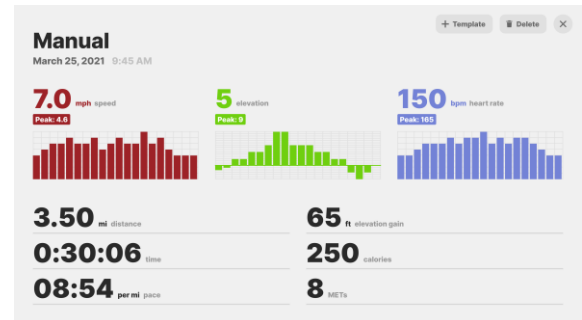 + Template Delete ×
Manual
March 25, 2021 9:45 AM
7.0 mph speed
Peak: 4.6
5 elevation
Peak: 9
150 bpm heart rate
Peak: 165
3.50 mi distance
65 ft elevation gain
0:30:06 time
250 calories
08:54 per mi pace
8 METs